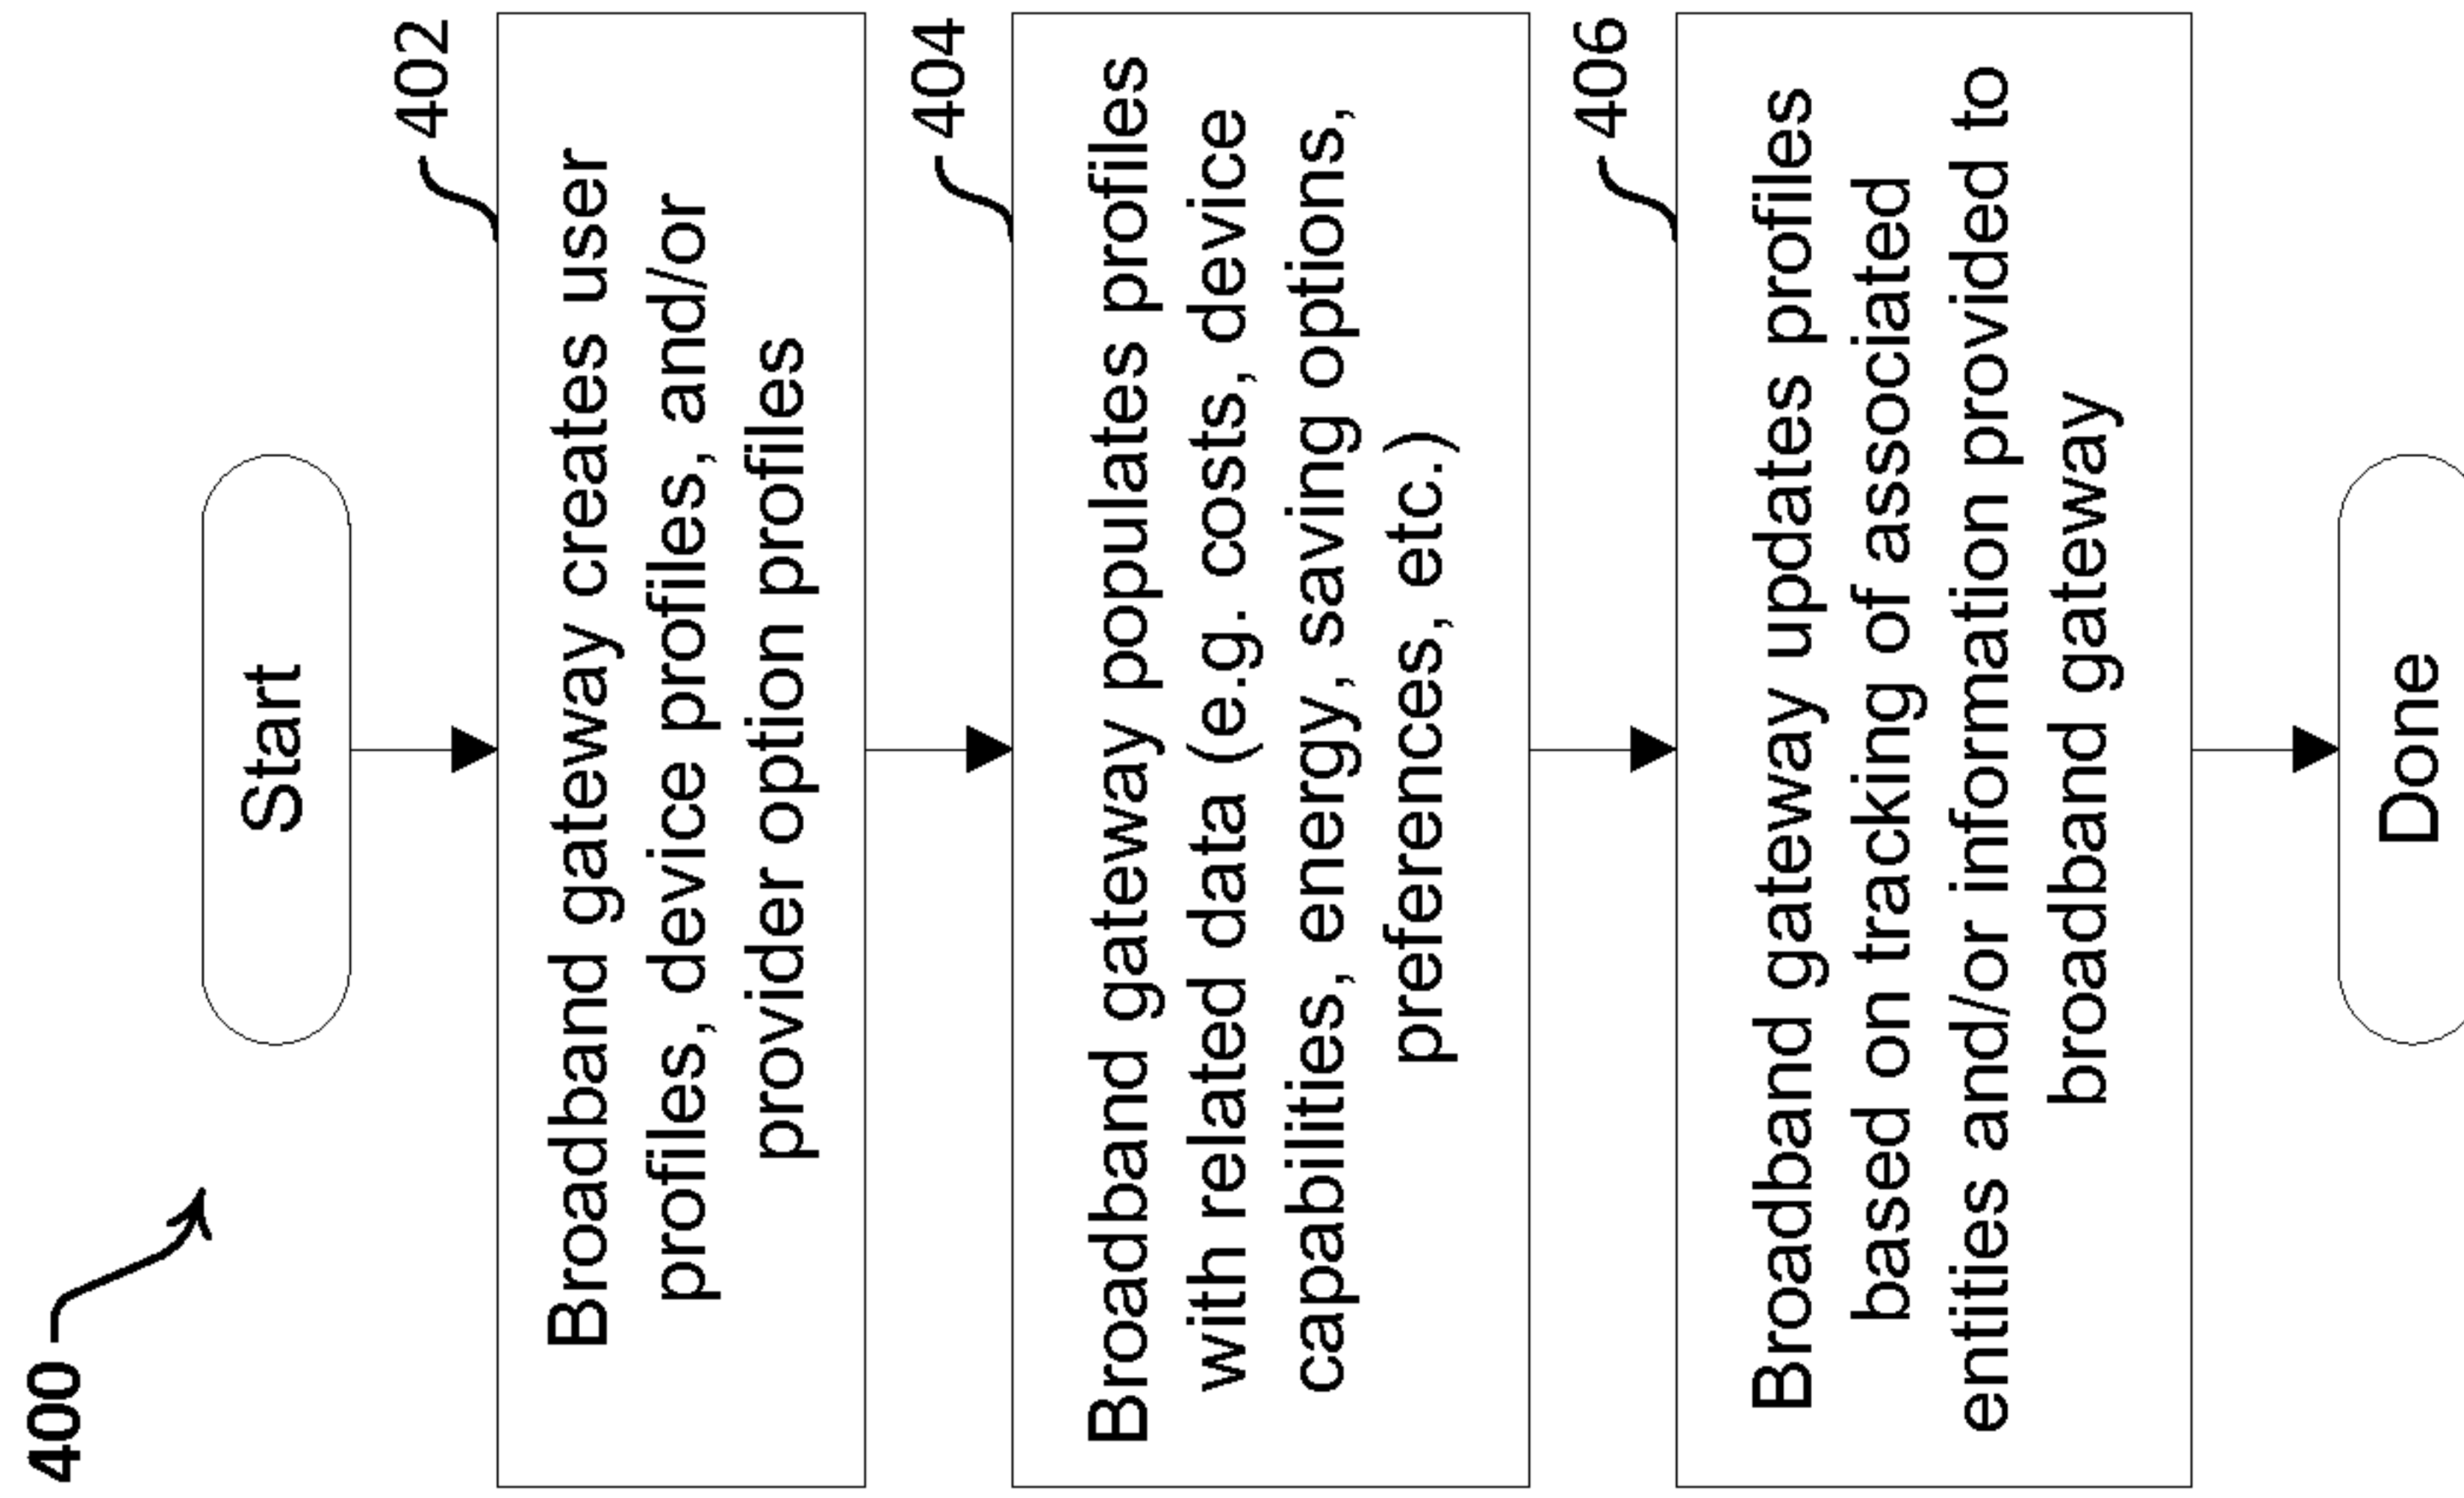 400
Start
402
Broadband gateway creates user
profiles, device profiles, and/or
provider option profiles
404
Broadband gateway populates profiles
with related data (e.g. costs, device
capabilities, energy, saving options,
preferences, etc.)
406
Broadband gateway updates profiles
based on tracking of associated
entities and/or information provided to
broadband gateway
Done